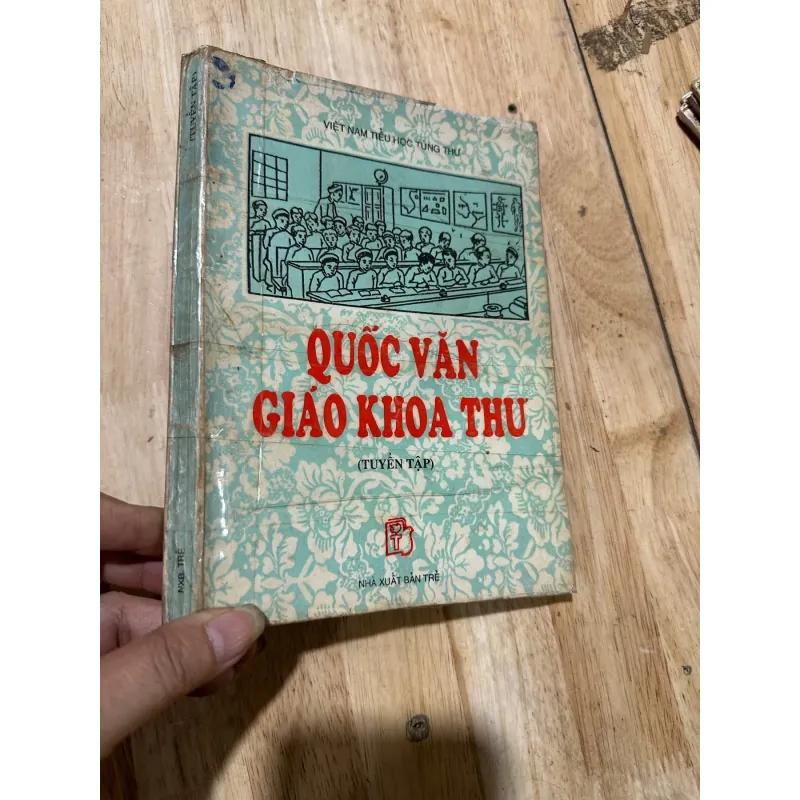 VIỆT NAM TIỂU HỌC TÙNG THƯ
QUỐC VĂN
GIÁO KHOA THƯ
(TUYỂN TẬP)
NHÀ XUẤT BẢN TRẺ
(TUYỂN TẬP)
NXB. TRẺ